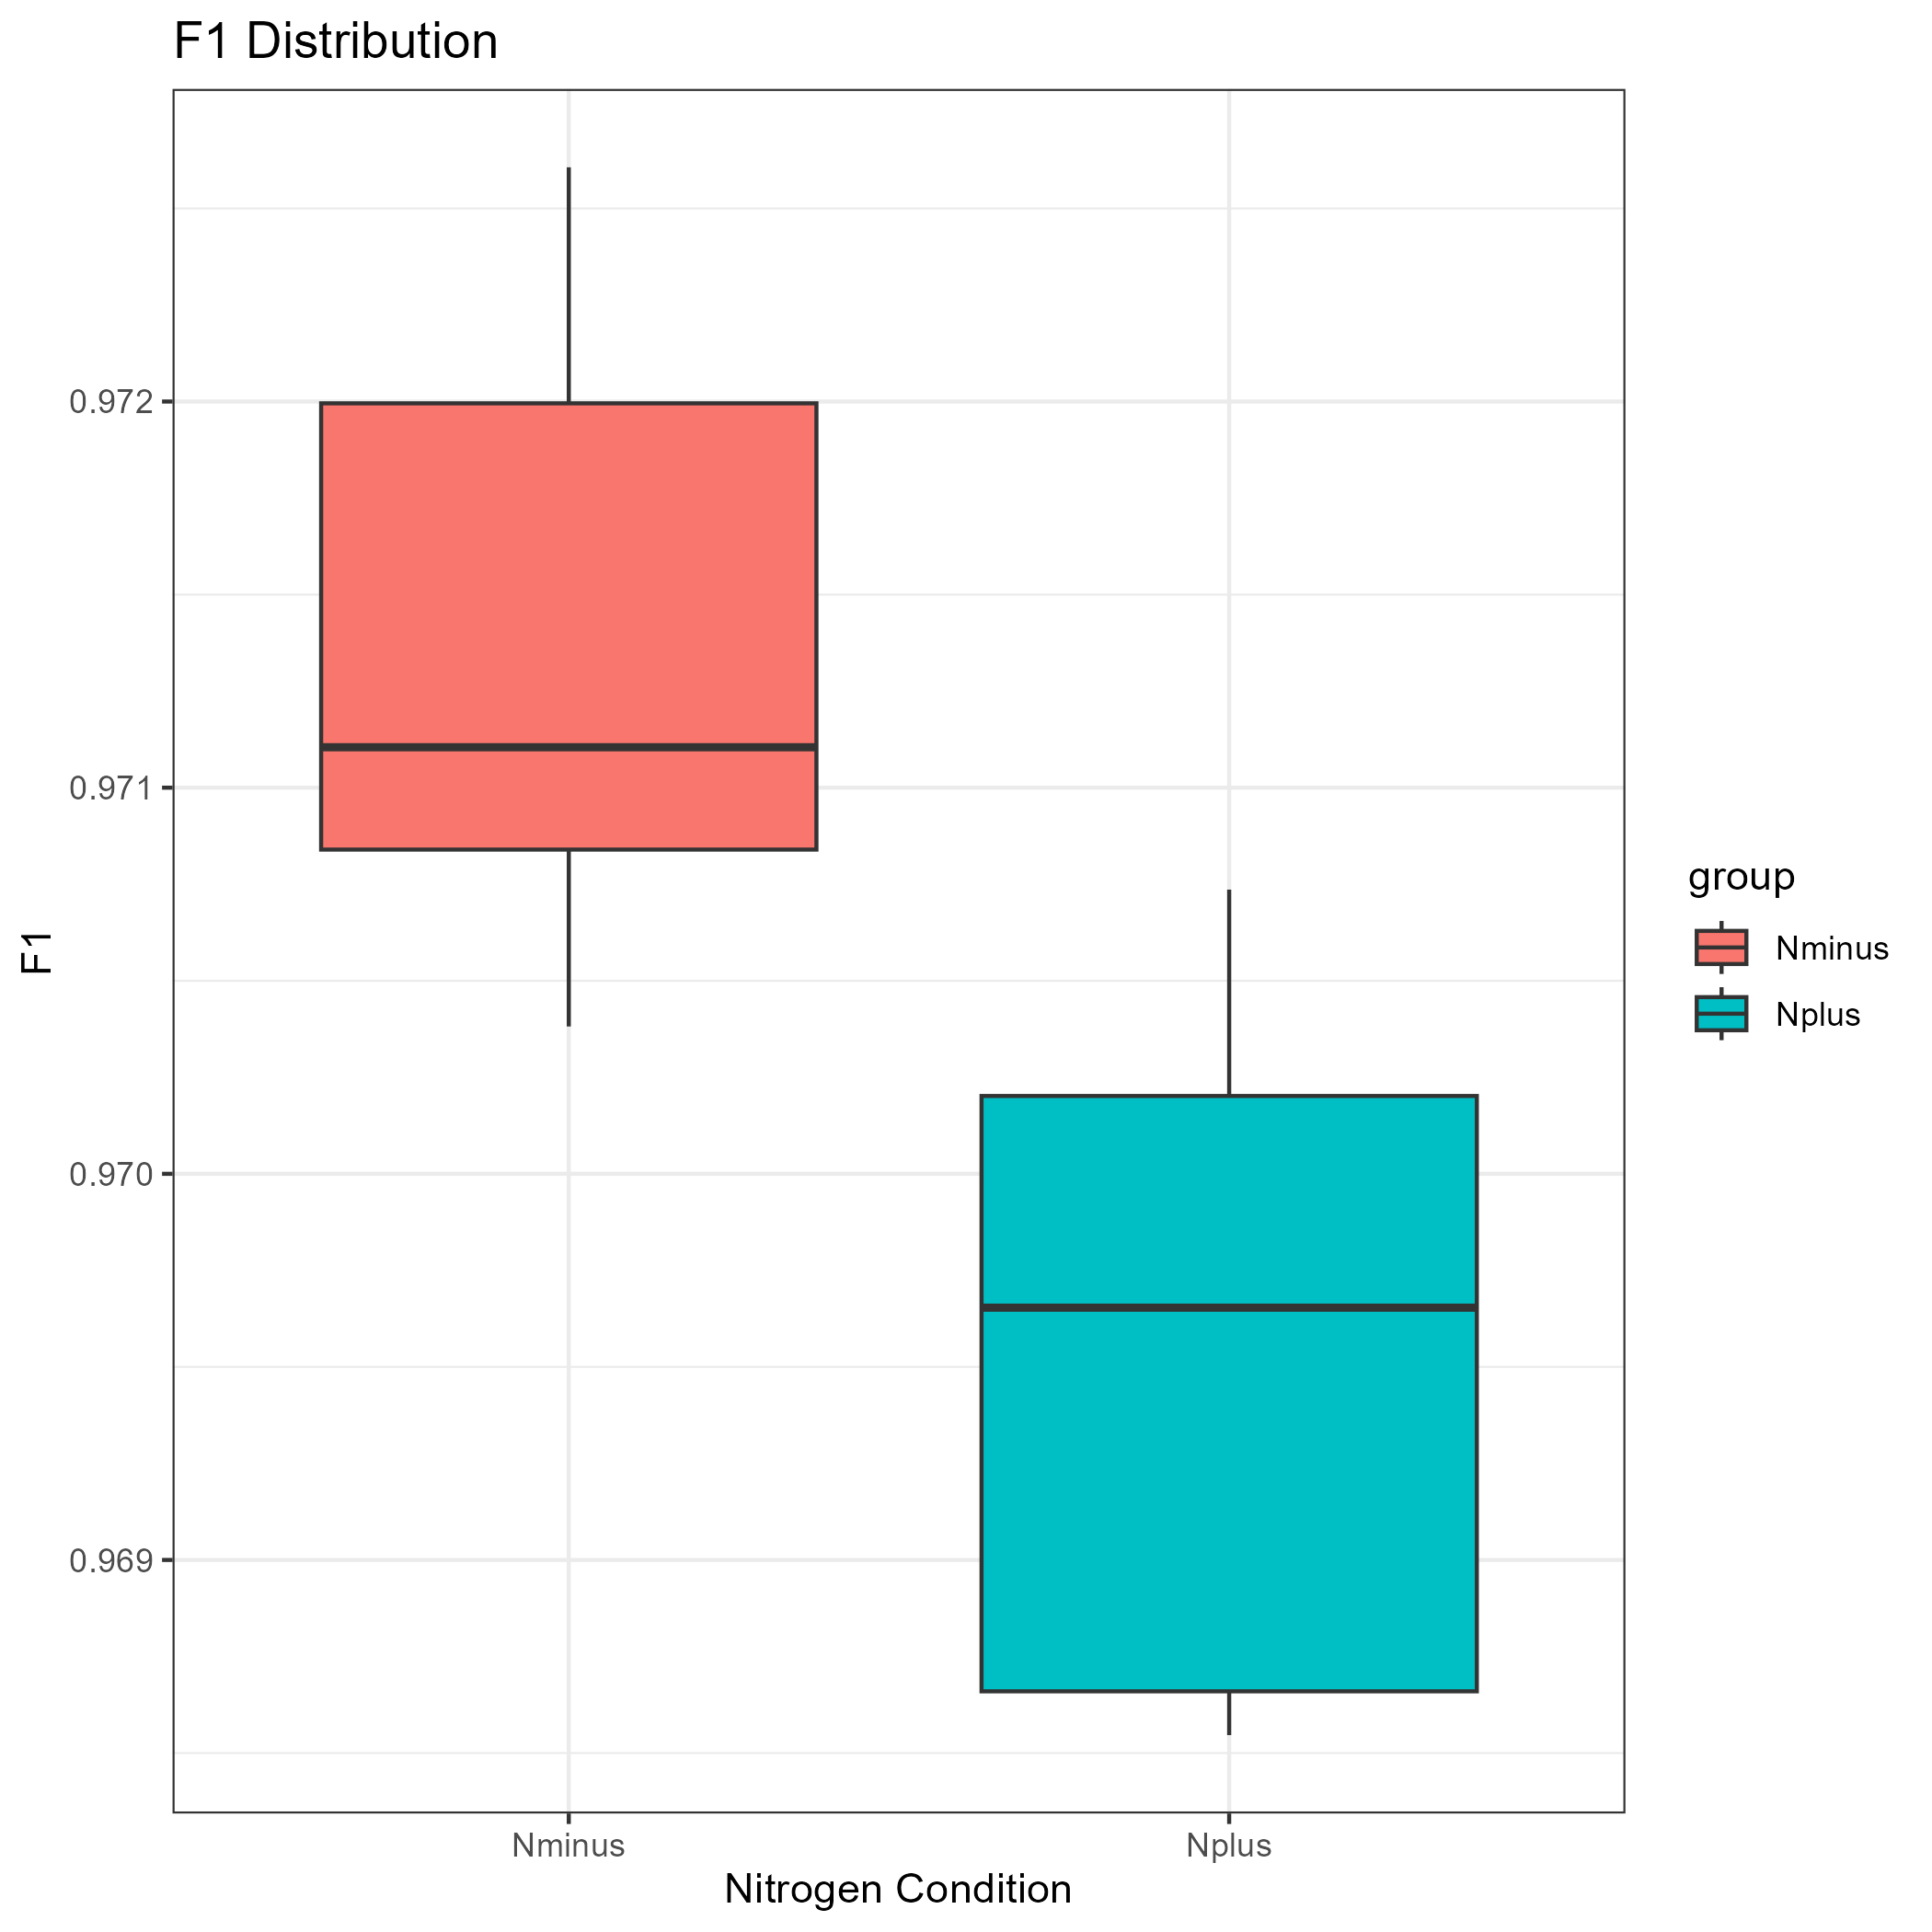 F1 Distribution
F1
0.972
0.971
0.970
0.969
Nminus
Nplus
Nitrogen Condition
group
Nminus
Nplus